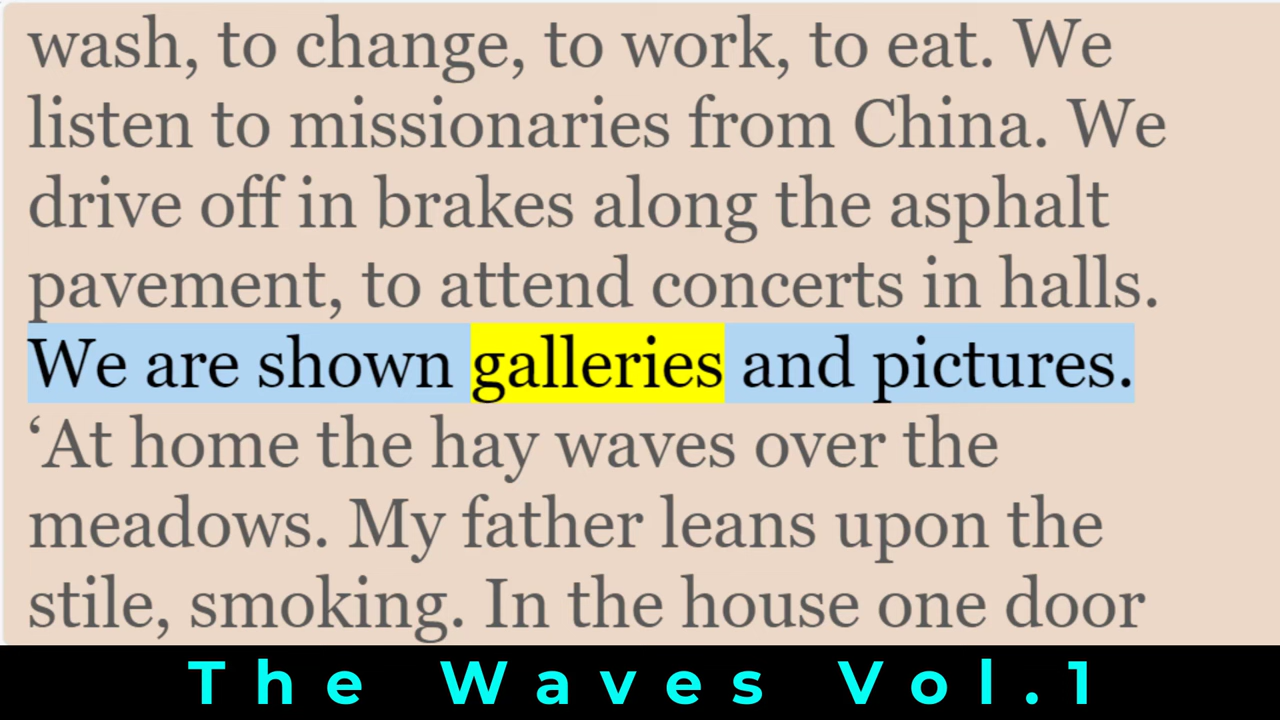 wash, to change, to work, to eat. We
listen to missionaries from China. We
drive off in brakes along the asphalt
pavement, to attend concerts in halls.
We are shown galleries and pictures.
‘At home the hay waves over the
meadows. My father leans upon the
stile, smoking. In the house one door
The Waves Vol.1